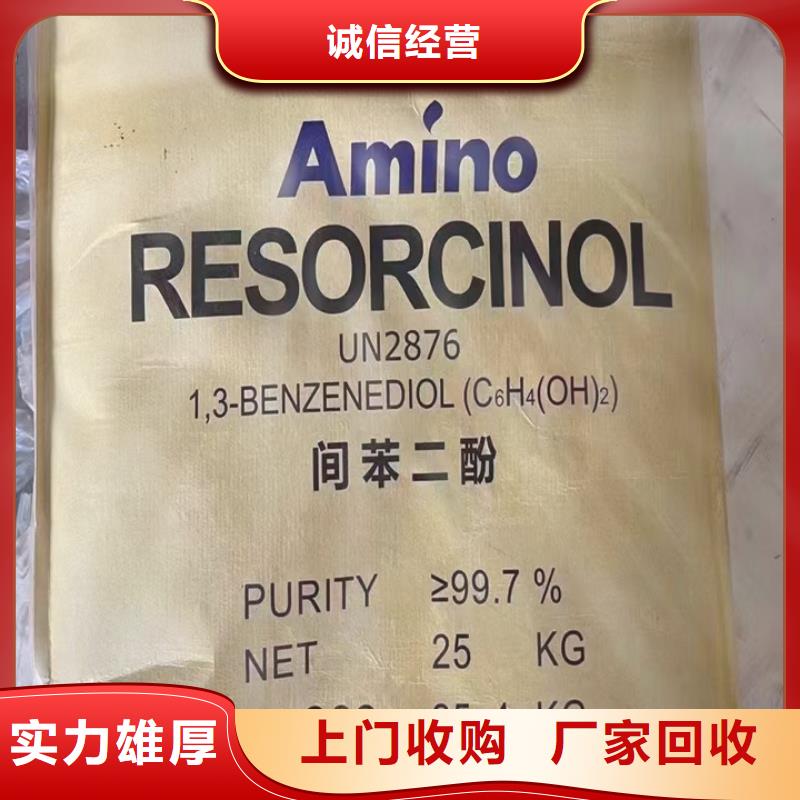 诚信经营
Amino
RESORCINOL
UN2876
1,3-BENZENEDIOL (C₆H₄(OH)₂)
间苯二酚
PURITY ≥99.7 %
NET 25 KG
实力雄厚
上门收购 厂家回收